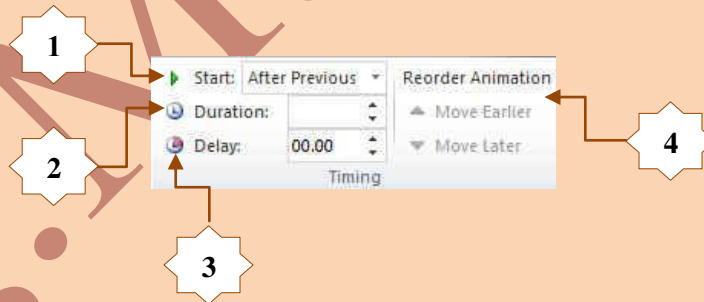 1
Start: After Previous Reorder Animation
Duration: Move Earlier
2
Delay: 00.00 Move Later
4
Timing
3